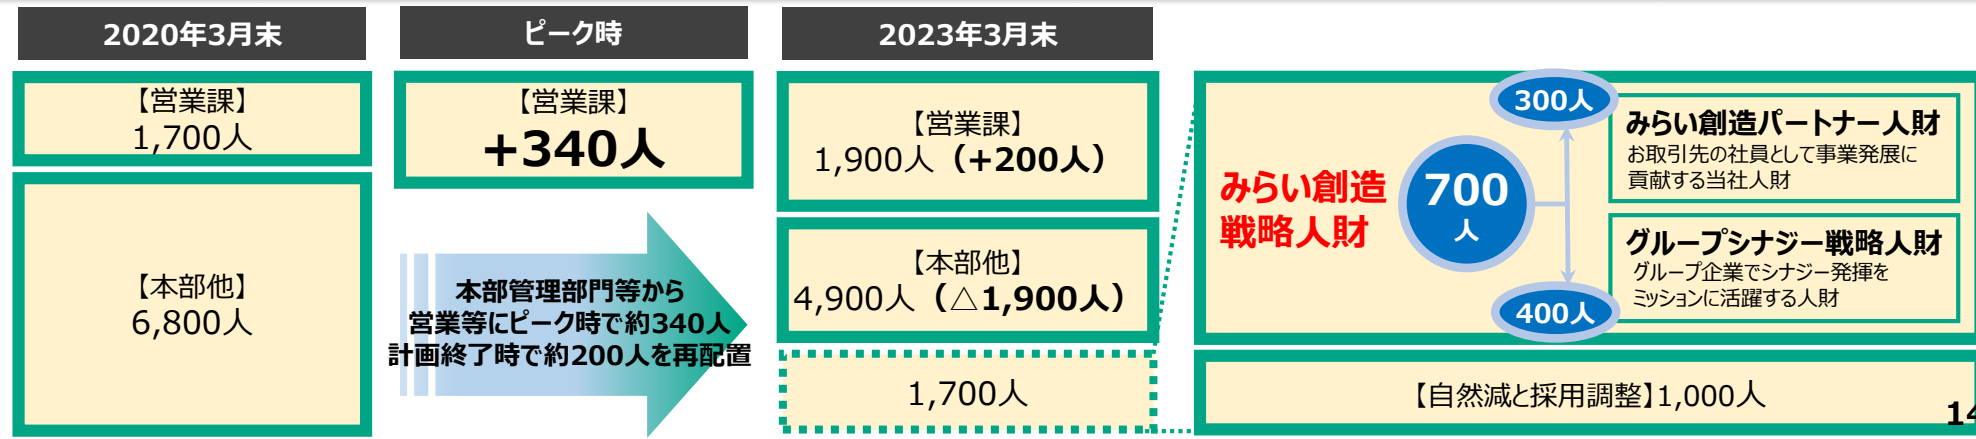 2020年3月末
【営業課】
1,700人
【本部他】
6,800人
ピーク時
【営業課】
+340人
本部管理部門等から
営業等にピーク時で約340人
計画終了時で約200人を再配置
2023年3月末
【営業課】
1,900人（+200人）
【本部他】
4,900人（△1,900人）
1,700人
みらい創造
戦略人財
700
人
300人
みらい創造パートナー人財
お取引先の社員として事業発展に
貢献する当社人財
400人
グループシナジー戦略人財
グループ企業でシナジー発揮を
ミッションに活躍する人財
【自然減と採用調整】1,000人
14